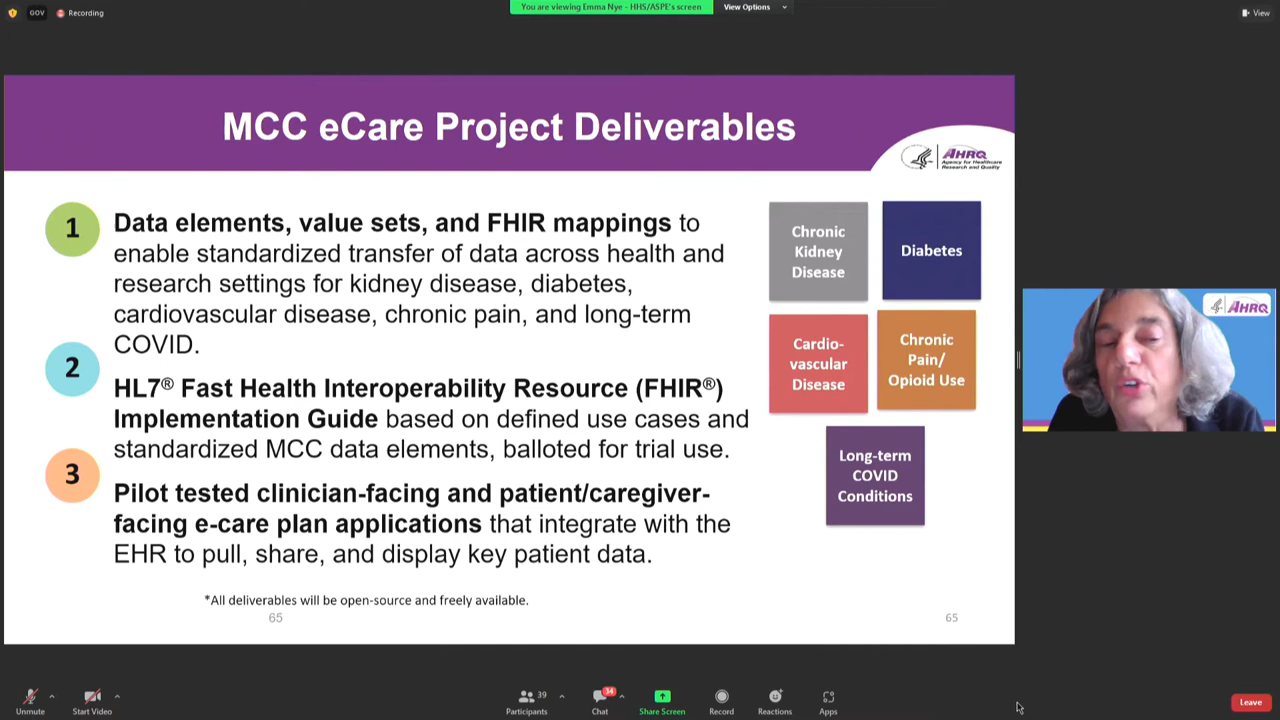 GOV
Recording
You are viewing Emma Nye - HHS/ASPE's screen
View Options
View
MCC eCare Project Deliverables
AHRQ
Agency for Healthcare
Research and Quality
1
Data elements, value sets, and FHIR mappings to
enable standardized transfer of data across health and
research settings for kidney disease, diabetes,
cardiovascular disease, chronic pain, and long-term
COVID.
2
HL7® Fast Health Interoperability Resource (FHIR®)
Implementation Guide based on defined use cases and
standardized MCC data elements, balloted for trial use.
3
Pilot tested clinician-facing and patient/caregiver-
facing e-care plan applications that integrate with the
EHR to pull, share, and display key patient data.
*All deliverables will be open-source and freely available.
65
65
Chronic
Kidney
Disease
Diabetes
Cardio-
vascular
Disease
Chronic
Pain/
Opioid Use
Long-term
COVID
Conditions
AHRQ
Unmute
Start Video
39
Participants
34
Chat
Share Screen
Record
Reactions
Apps
Leave